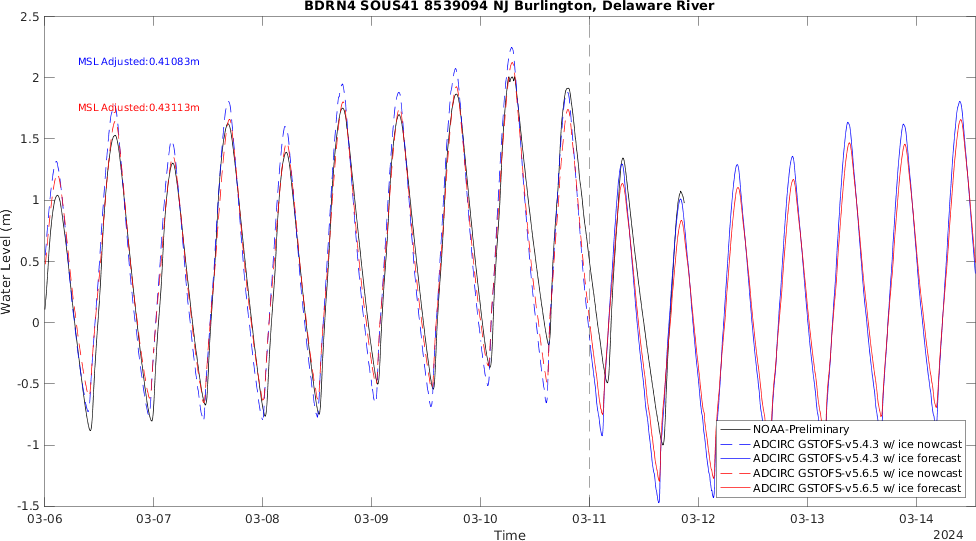 BDRN4 SOUS41 8539094 NJ Burlington, Delaware River
2.5
2
1.5
1
0.5
0
-0.5
-1
-1.5
Water Level (m)
MSL Adjusted:0.41083m
MSL Adjusted:0.43113m
NOAA-Preliminary
ADCIRC GSTOFS-v5.4.3 w/ ice nowcast
ADCIRC GSTOFS-v5.4.3 w/ ice forecast
ADCIRC GSTOFS-v5.6.5 w/ ice nowcast
ADCIRC GSTOFS-v5.6.5 w/ ice forecast
03-06 03-07 03-08 03-09 03-10 03-11 03-12 03-13 03-14
Time
2024